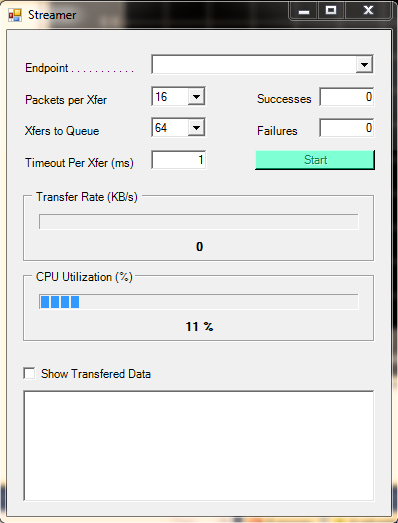 Streamer
Endpoint . . . . . . . . . . .
Packets per Xfer 16 Successes 0
Xfers to Queue 64 Failures 0
Timeout Per Xfer (ms) 1 Start
Transfer Rate (KB/s)
0
CPU Utilization (%)
11 %
Show Transfered Data